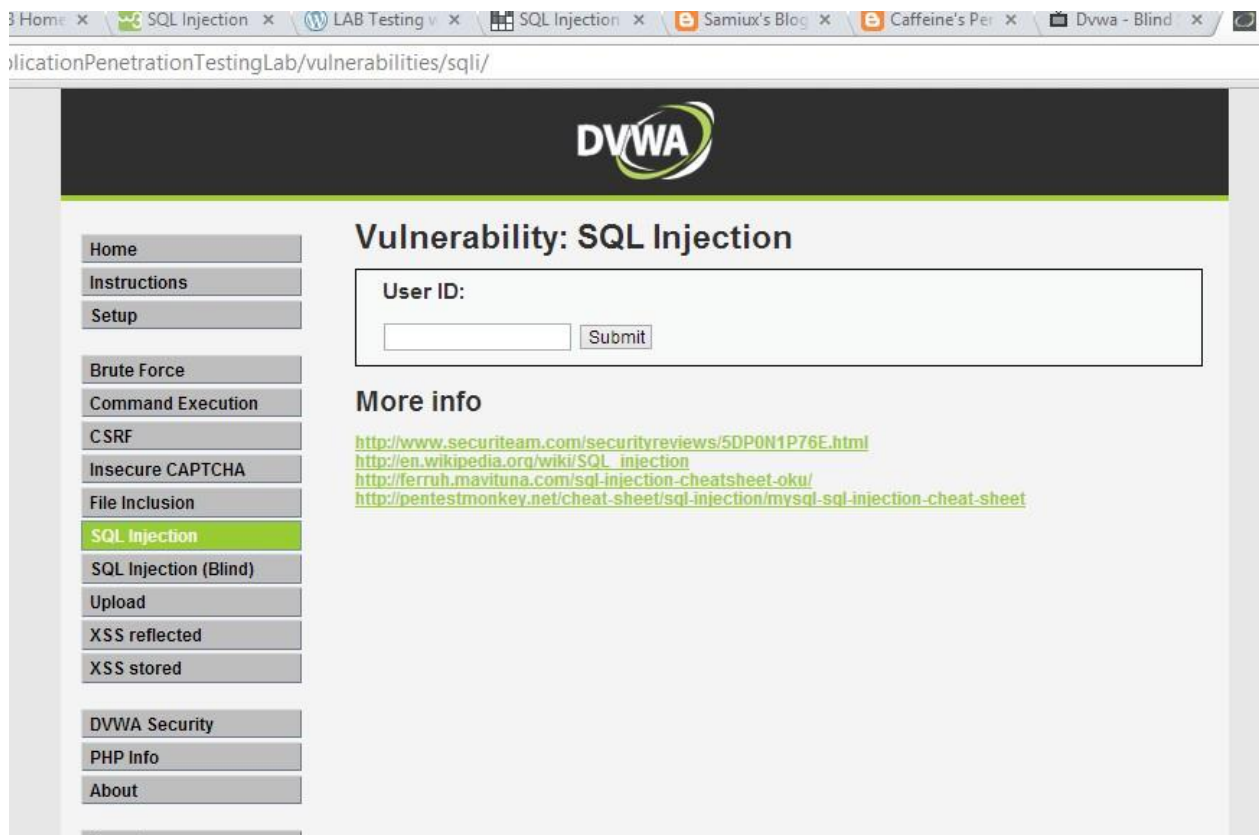 3 Home
SQL Injection
LAB Testing
SQL Injection
Samiux's Blog
Caffeine's Per
Dvwa - Blind
licationPenetrationTestingLab/vulnerabilities/sqli/
DVWA
Home
Instructions
Setup
Brute Force
Command Execution
CSRF
Insecure CAPTCHA
File Inclusion
SQL Injection
SQL Injection (Blind)
Upload
XSS reflected
XSS stored
DVWA Security
PHP Info
About
Vulnerability: SQL Injection
User ID:
Submit
More info
http://www.securiteam.com/securityreviews/5DP0N1P76E.html
http://en.wikipedia.org/wiki/SQL_injection
http://ferruh.mavituna.com/sql-injection-cheatsheet-oku/
http://pentestmonkey.net/cheat-sheet/sql-injection/mysql-sql-injection-cheat-sheet